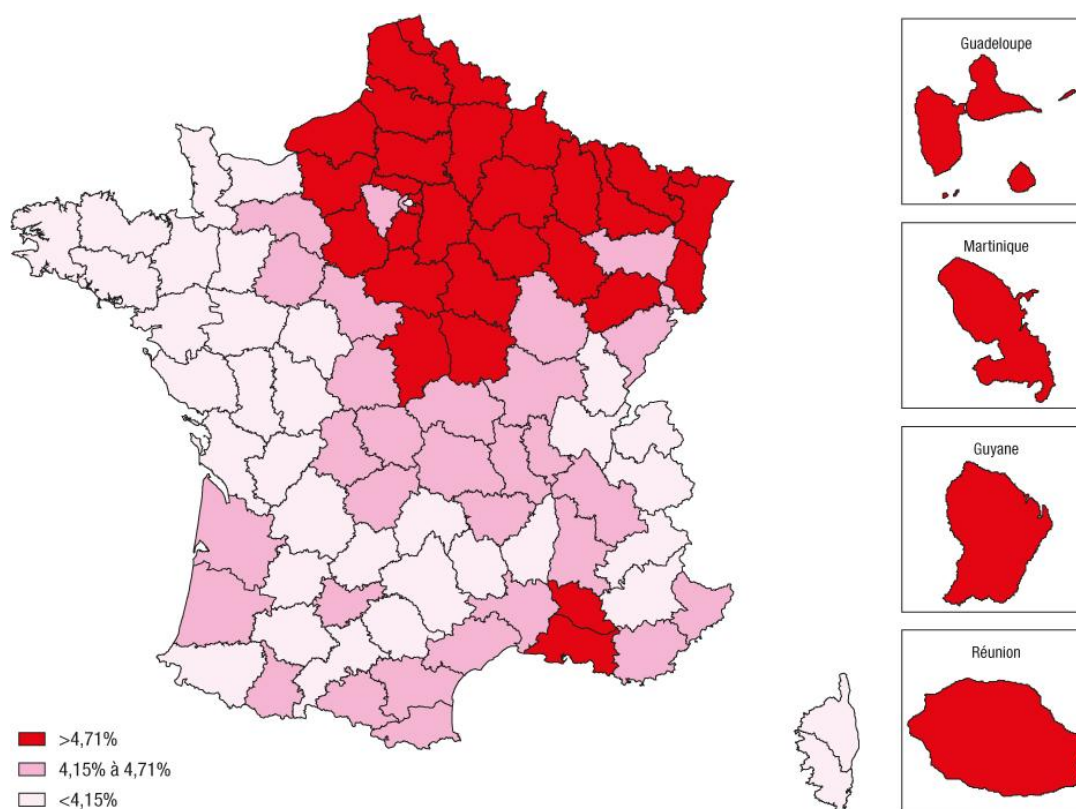 Guadeloupe
Martinique
Guyane
Réunion
>4,71%
4,15% à 4,71%
<4,15%